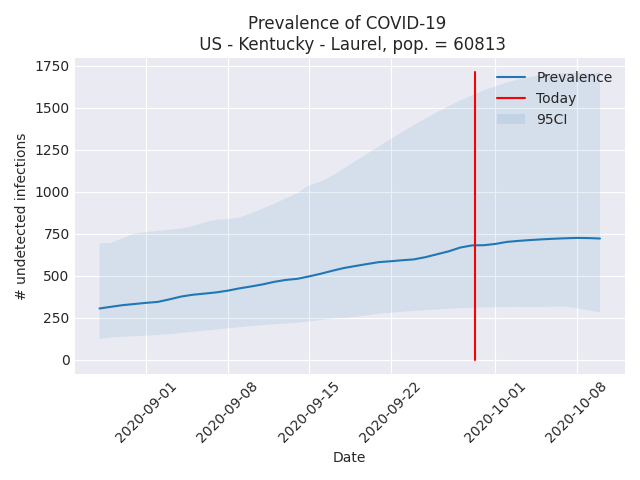 Prevalence of COVID-19
US - Kentucky - Laurel, pop. = 60813
1750
1500
1250
1000
750
500
250
0
# undetected infections
Prevalence
Today
95CI
2020-09-01
2020-09-08
2020-09-15
2020-09-22
2020-10-01
2020-10-08
Date